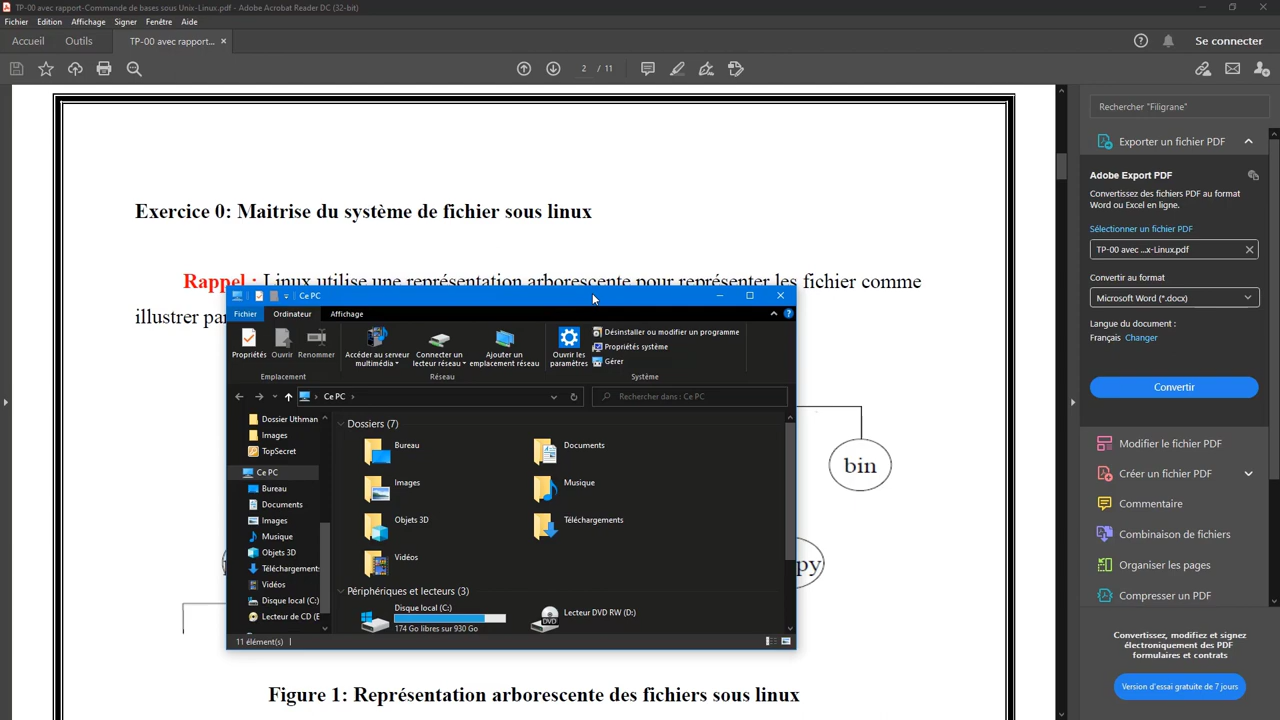 TP-00 avec rapport-Commande de bases sous Unix-Linux.pdf - Adobe Acrobat Reader DC (32-bit)
Fichier Edition Affichage Signer Fenêtre Aide
Accueil Outils TP-00 avec rapport... × Se connecter
2 / 11
Exercice 0: Maitrise du système de fichier sous linux
Rappel : Linux utilise une représentation arborescente pour représenter les fichier comme
illustrer par
Ce PC
Fichier Ordinateur Affichage
Propriétés Ouvrir Renommer
Emplacement
Accéder au serveur multimédia
Connecter un lecteur réseau
Ajouter un emplacement réseau
Réseau
Ouvrir les paramètres
Désinstaller ou modifier un programme
Propriétés système
Gérer
Système
Ce PC
Rechercher dans : Ce PC
Dossier Uthman
Images
TopSecret
Ce PC
Bureau
Documents
Images
Musique
Objets 3D
Téléchargements
Vidéos
Disque local (C:)
Lecteur de CD (E
Dossiers (7)
Bureau
Documents
Images
Musique
Objets 3D
Téléchargements
Vidéos
Périphériques et lecteurs (3)
Disque local (C:)
174 Go libres sur 930 Go
Lecteur DVD RW (D:)
11 élément(s)
bin
py
Figure 1: Représentation arborescente des fichiers sous linux
Rechercher "Filigrane"
Exporter un fichier PDF
Adobe Export PDF
Convertissez des fichiers PDF au format
Word ou Excel en ligne.
Sélectionner un fichier PDF
TP-00 avec ...x-Linux.pdf
Convertir au format
Microsoft Word (*.docx)
Langue du document :
Français Changer
Convertir
Modifier le fichier PDF
Créer un fichier PDF
Commentaire
Combinaison de fichiers
Organiser les pages
Compresser un PDF
Convertissez, modifiez et signez
électroniquement des PDF
formulaires et contrats
Version d'essai gratuite de 7 jours